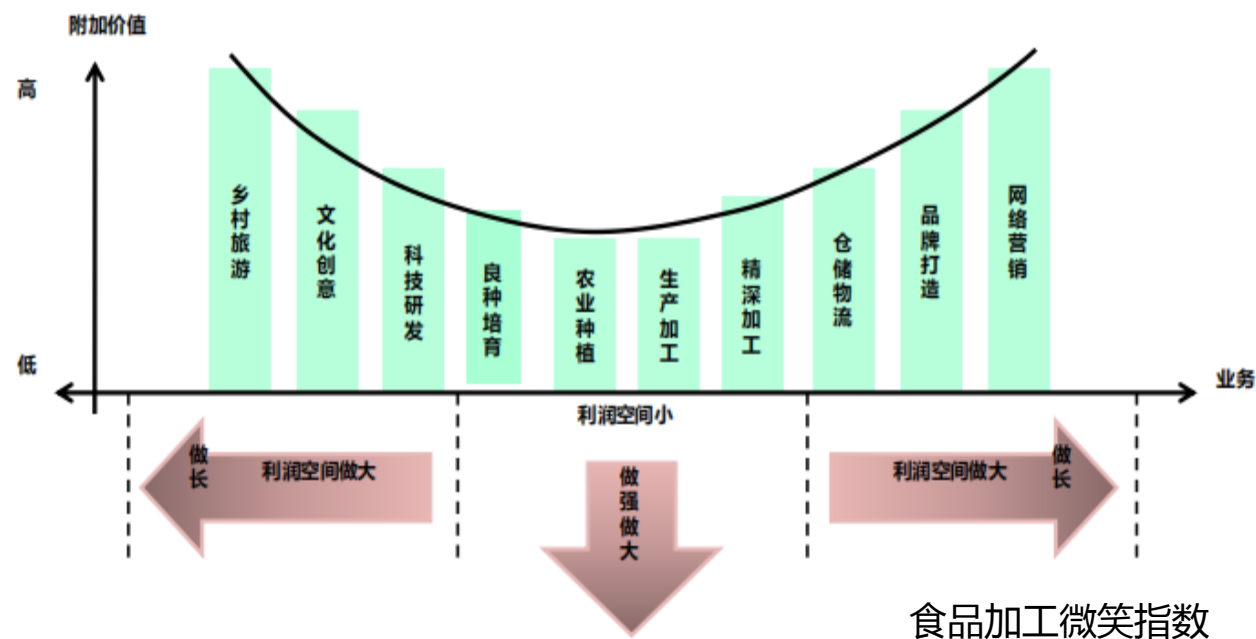 附加价值
高
低
乡村旅游
文化创意
科技研发
良种培育
农业种植
生产加工
精深加工
仓储物流
品牌打造
网络营销
业务
利润空间小
做长
利润空间做大
做强做大
利润空间做大
做长
食品加工微笑指数